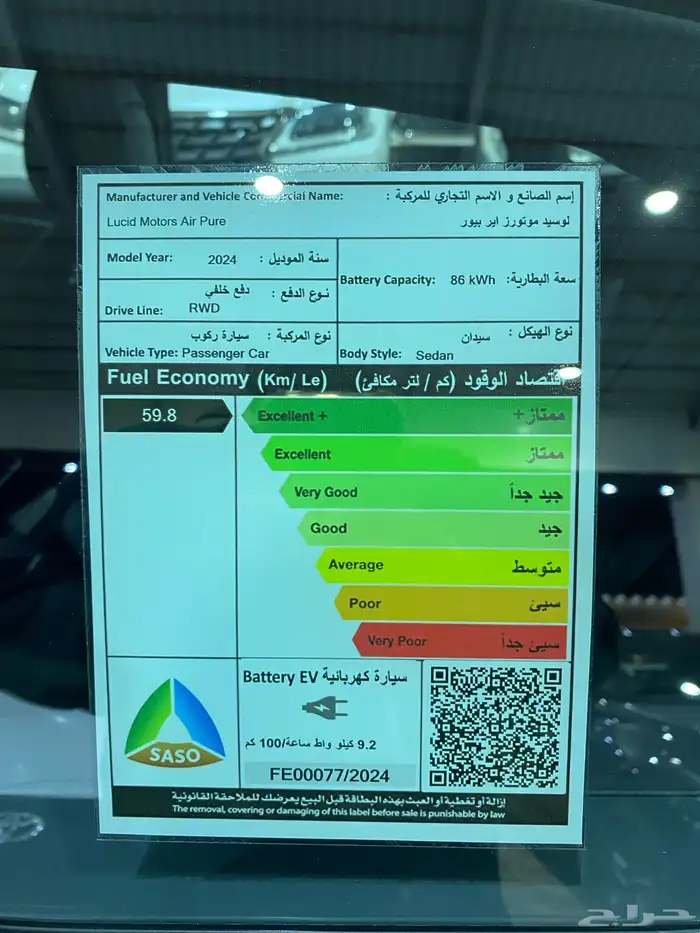 Manufacturer and Vehicle Commercial Name: إسم الصانع و الاسم التجاري للمركبة :
Lucid Motors Air Pure لوسيد موتورز اير بيور
Model Year: 2024 سنة الموديل :
Battery Capacity: 86 kWh سعة البطارية:
نوع الدفع : دفع خلفي
Drive Line: RWD
نوع المركبة : سيارة ركوب
Vehicle Type: Passenger Car
نوع الهيكل : سيدان
Body Style: Sedan
Fuel Economy (Km/ Le) اقتصاد الوقود (كم / لتر مكافئ)
59.8
Excellent + ممتاز+
Excellent ممتاز
Very Good جيد جداً
Good جيد
Average متوسط
Poor سيئ
Very Poor سيئ جداً
SASO
Battery EV سيارة كهربائية
9.2 كيلو واط ساعة/100 كم
FE00077/2024
إزالة أو تغطية أو العبث بهذه البطاقة قبل البيع يعرضك للملاحقة القانونية
The removal, covering or damaging of this label before sale is punishable by law
حراج